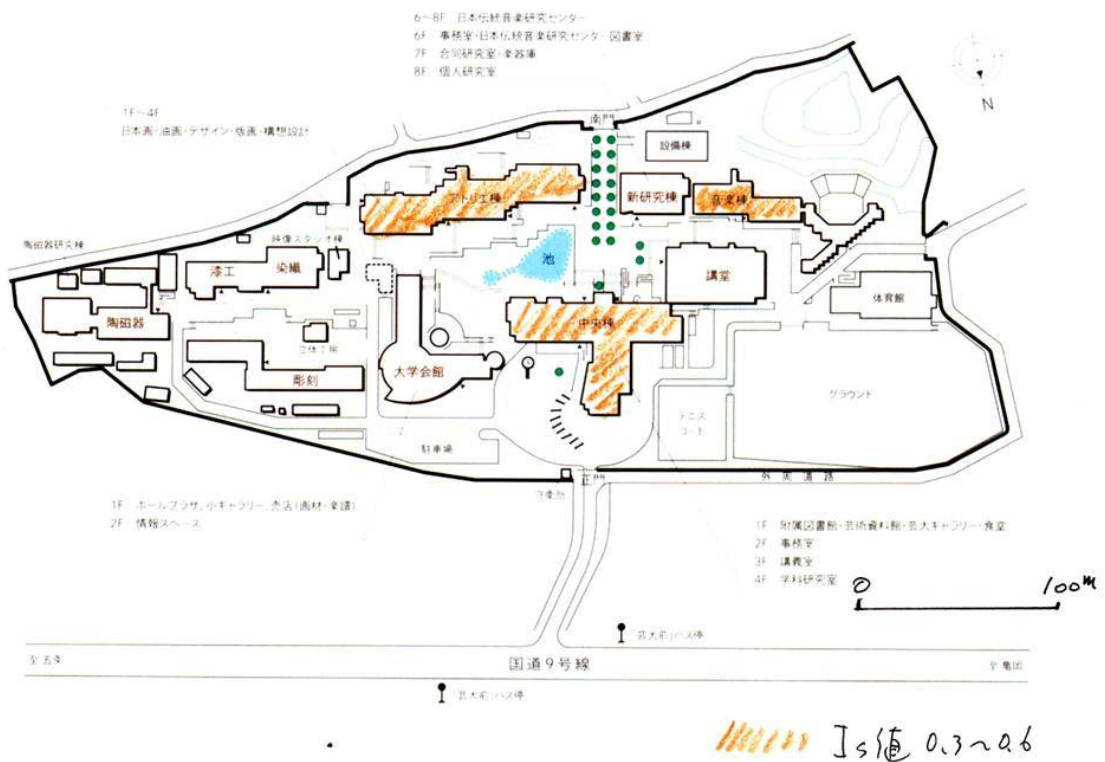 6～8F 日本伝統音楽研究センター
6F 事務室・日本伝統音楽研究センター図書室
7F 合同研究室・楽器庫
8F 個人研究室
1F～4F
日本画・油画・デザイン・版画・構想設計
N
南門
設備棟
アトリエ棟
新研究棟
音楽棟
陶磁器研究棟
映像スタジオ棟
漆工
染織
池
講堂
体育館
陶磁器
中央棟
立体工房
大学会館
彫刻
グラウンド
テニス
コート
駐車場
正門
外周道路
守衛所
1F ホールプラザ、小ギャラリー、売店(画材・楽譜)
2F 情報スペース
1F 附属図書館・芸術資料館・芸大ギャラリー・食堂
2F 事務室
3F 講義室
4F 学科研究室
0 100m
「芸大前」バス停
至 五条
国道9号線
至 亀岡
「芸大前」バス停
Is値 0.3～0.6